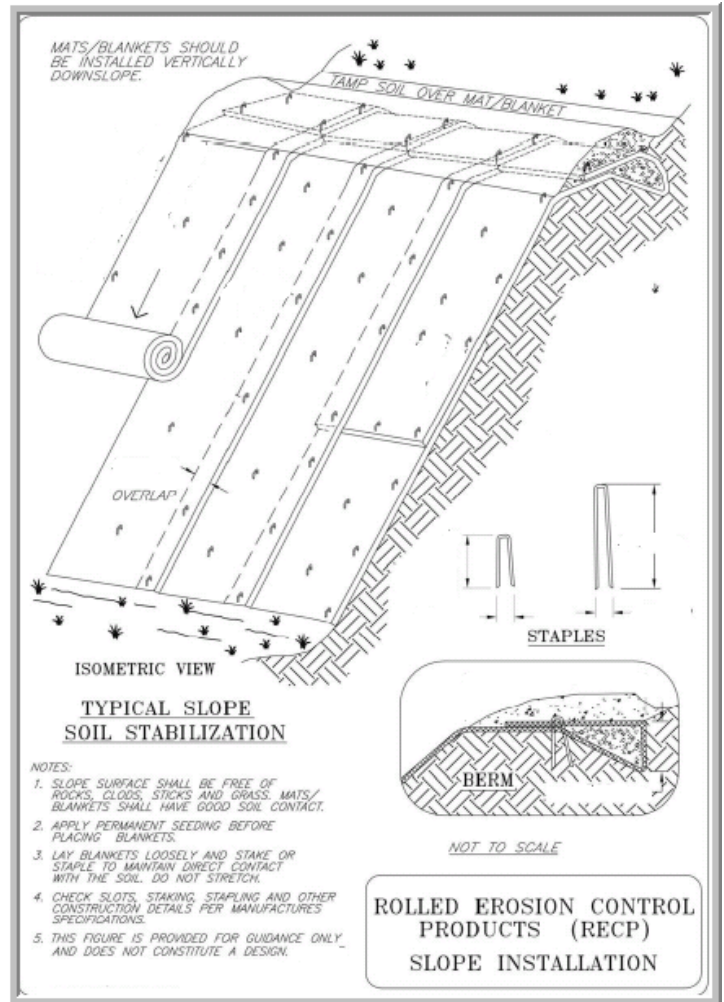 MATS/BLANKETS SHOULD
BE INSTALLED VERTICALLY
DOWNSLOPE.
TAMP SOIL OVER MAT/BLANKET
OVERLAP
ISOMETRIC VIEW
TYPICAL SLOPE
SOIL STABILIZATION
STAPLES
BERM
NOT TO SCALE
NOTES:
1. SLOPE SURFACE SHALL BE FREE OF
ROCKS, CLODS, STICKS AND GRASS. MATS/
BLANKETS SHALL HAVE GOOD SOIL CONTACT.
2. APPLY PERMANENT SEEDING BEFORE
PLACING BLANKETS.
3. LAY BLANKETS LOOSELY AND STAKE OR
STAPLE TO MAINTAIN DIRECT CONTACT
WITH THE SOIL. DO NOT STRETCH.
4. CHECK SLOTS, STAKING, STAPLING AND OTHER
CONSTRUCTION DETAILS PER MANUFACTURES
SPECIFICATIONS.
5. THIS FIGURE IS PROVIDED FOR GUIDANCE ONLY
AND DOES NOT CONSTITUTE A DESIGN.
ROLLED EROSION CONTROL
PRODUCTS (RECP)
SLOPE INSTALLATION